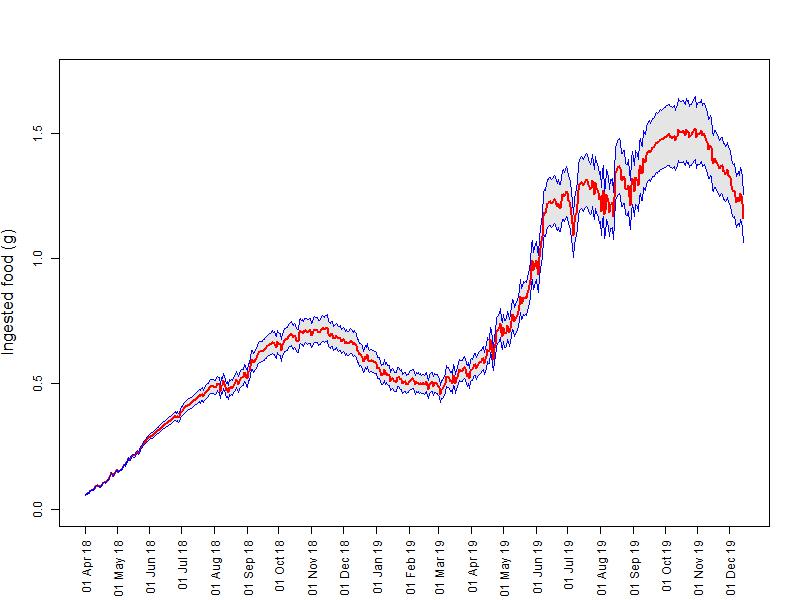 Ingested food (g)
1.5
1.0
0.5
0.0
01 Apr 18
01 May 18
01 Jun 18
01 Jul 18
01 Aug 18
01 Sep 18
01 Oct 18
01 Nov 18
01 Dec 18
01 Jan 19
01 Feb 19
01 Mar 19
01 Apr 19
01 May 19
01 Jun 19
01 Jul 19
01 Aug 19
01 Sep 19
01 Oct 19
01 Nov 19
01 Dec 19